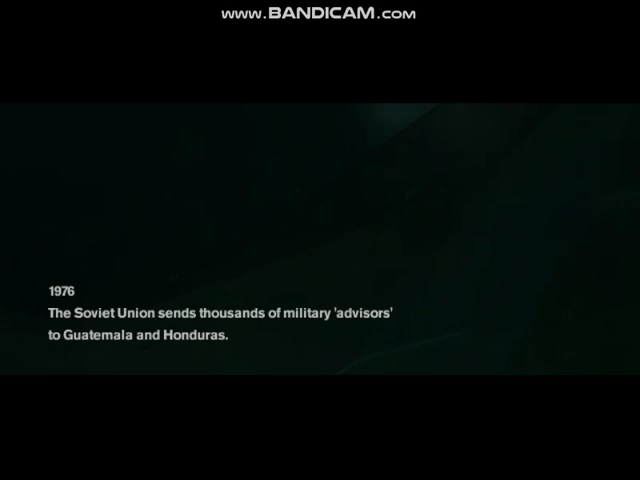 www.BANDICAM.com
1976
The Soviet Union sends thousands of military 'advisors'
to Guatemala and Honduras.